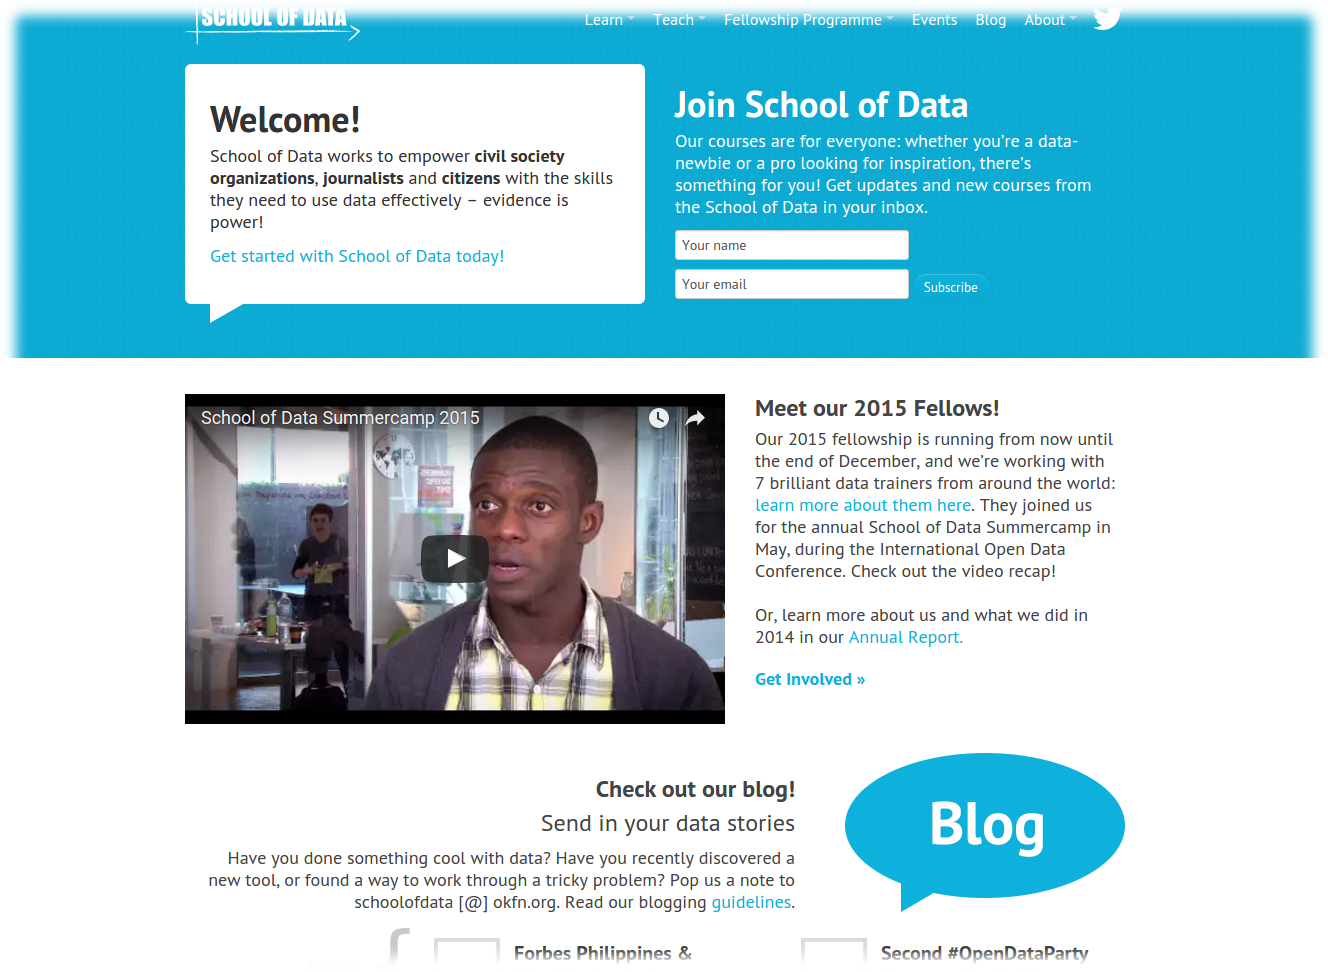 SCHOOL OF DATA
Learn Teach Fellowship Programme Events Blog About
Welcome!
School of Data works to empower civil society
organizations, journalists and citizens with the skills
they need to use data effectively – evidence is
power!
Get started with School of Data today!
Join School of Data
Our courses are for everyone: whether you're a data-
newbie or a pro looking for inspiration, there's
something for you! Get updates and new courses from
the School of Data in your inbox.
Your name
Your email
Subscribe
School of Data Summercamp 2015
Meet our 2015 Fellows!
Our 2015 fellowship is running from now until
the end of December, and we're working with
7 brilliant data trainers from around the world:
learn more about them here. They joined us
for the annual School of Data Summercamp in
May, during the International Open Data
Conference. Check out the video recap!
Or, learn more about us and what we did in
2014 in our Annual Report.
Get Involved »
Check out our blog!
Send in your data stories
Have you done something cool with data? Have you recently discovered a
new tool, or found a way to work through a tricky problem? Pop us a note to
schoolofdata [@] okfn.org. Read our blogging guidelines.
Blog
Forbes Philippines &
Second #OpenDataParty